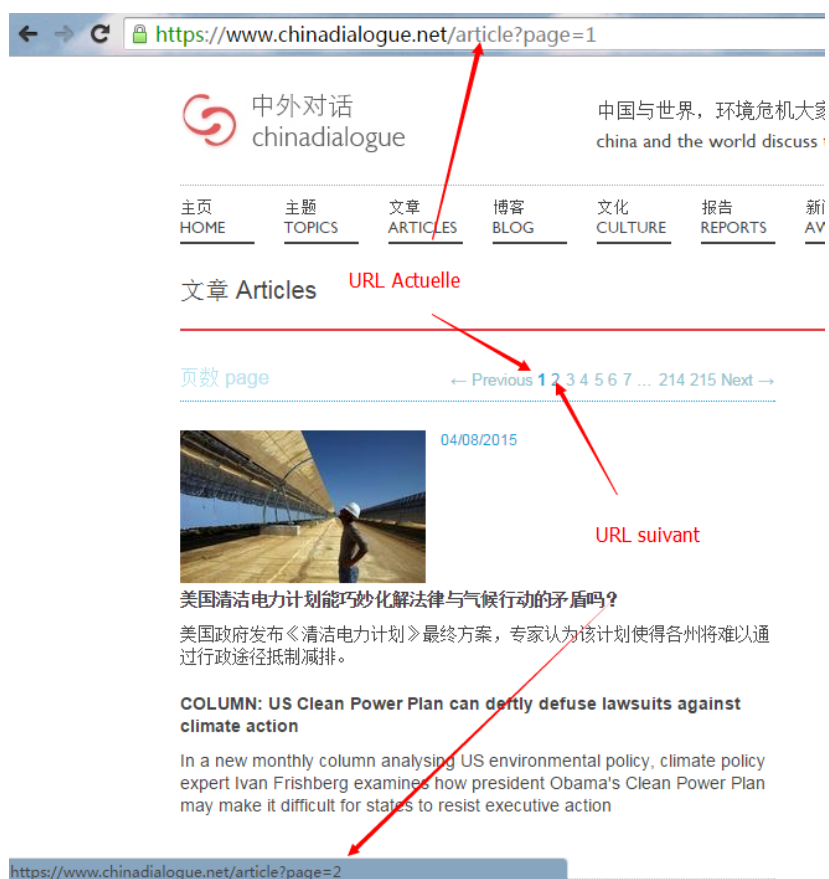 https://www.chinadialogue.net/article?page=1
中外对话
chinadialogue
中国与世界，环境危机大家
china and the world discuss
主页 主题 文章 博客 文化 报告
HOME TOPICS ARTICLES BLOG CULTURE REPORTS AW
文章 Articles
URL Actuelle
页数 page ← Previous 1 2 3 4 5 6 7 ... 214 215 Next →
04/08/2015
URL suivant
美国清洁电力计划能巧妙化解法律与气候行动的矛盾吗？
美国政府发布《清洁电力计划》最终方案，专家认为该计划使得各州将难以通
过行政途径抵制减排。
COLUMN: US Clean Power Plan can deftly defuse lawsuits against
climate action
In a new monthly column analysing US environmental policy, climate policy
expert Ivan Frishberg examines how president Obama's Clean Power Plan
may make it difficult for states to resist executive action
https://www.chinadialogue.net/article?page=2